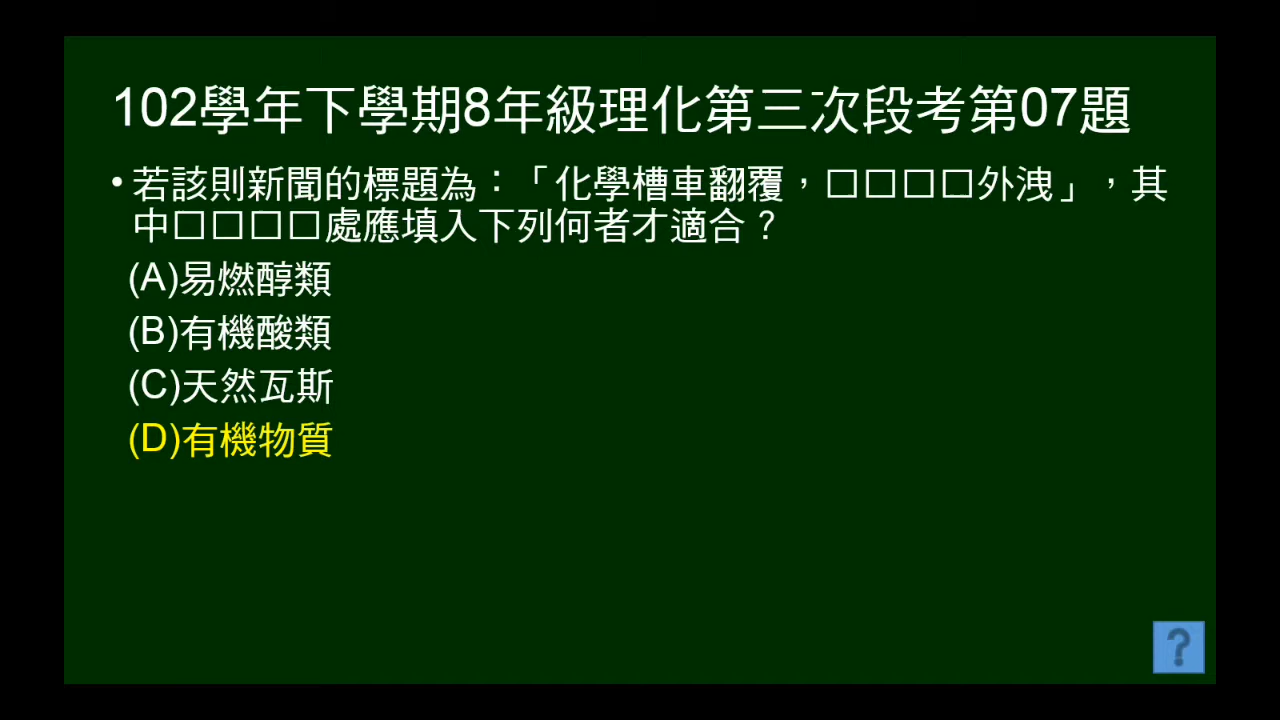 102學年下學期8年級理化第三次段考第07題
•若該則新聞的標題為：「化學槽車翻覆，□□□□外洩」，其
中□□□□處應填入下列何者才適合？
(A)易燃醇類
(B)有機酸類
(C)天然瓦斯
(D)有機物質
?